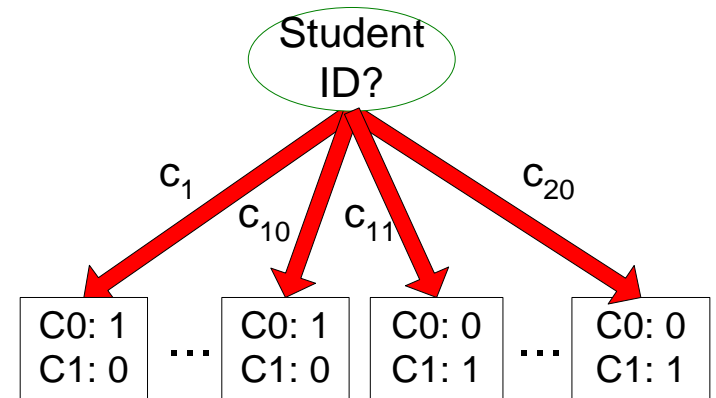 Student
ID?
c₁
c₁₀
c₁₁
c₂₀
C0: 1
C1: 0
...
C0: 1
C1: 0
C0: 0
C1: 1
...
C0: 0
C1: 1